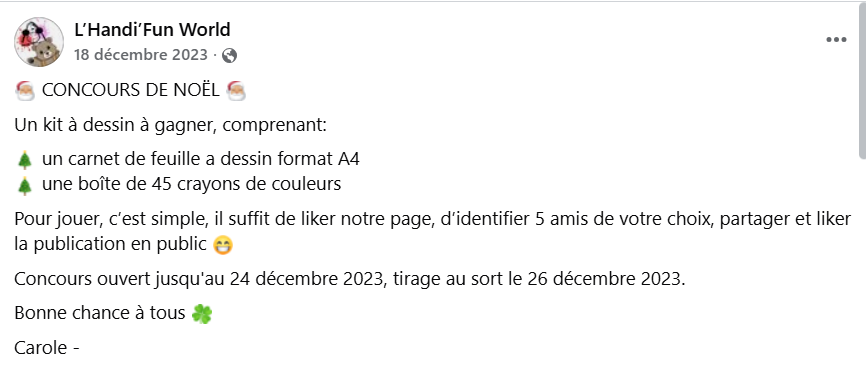 L'Handi'Fun World
18 décembre 2023 ·
🎅 CONCOURS DE NOËL 🎅
Un kit à dessin à gagner, comprenant:
🎄 un carnet de feuille a dessin format A4
🎄 une boîte de 45 crayons de couleurs
Pour jouer, c'est simple, il suffit de liker notre page, d'identifier 5 amis de votre choix, partager et liker
la publication en public 😁
Concours ouvert jusqu'au 24 décembre 2023, tirage au sort le 26 décembre 2023.
Bonne chance à tous 🍀
Carole -